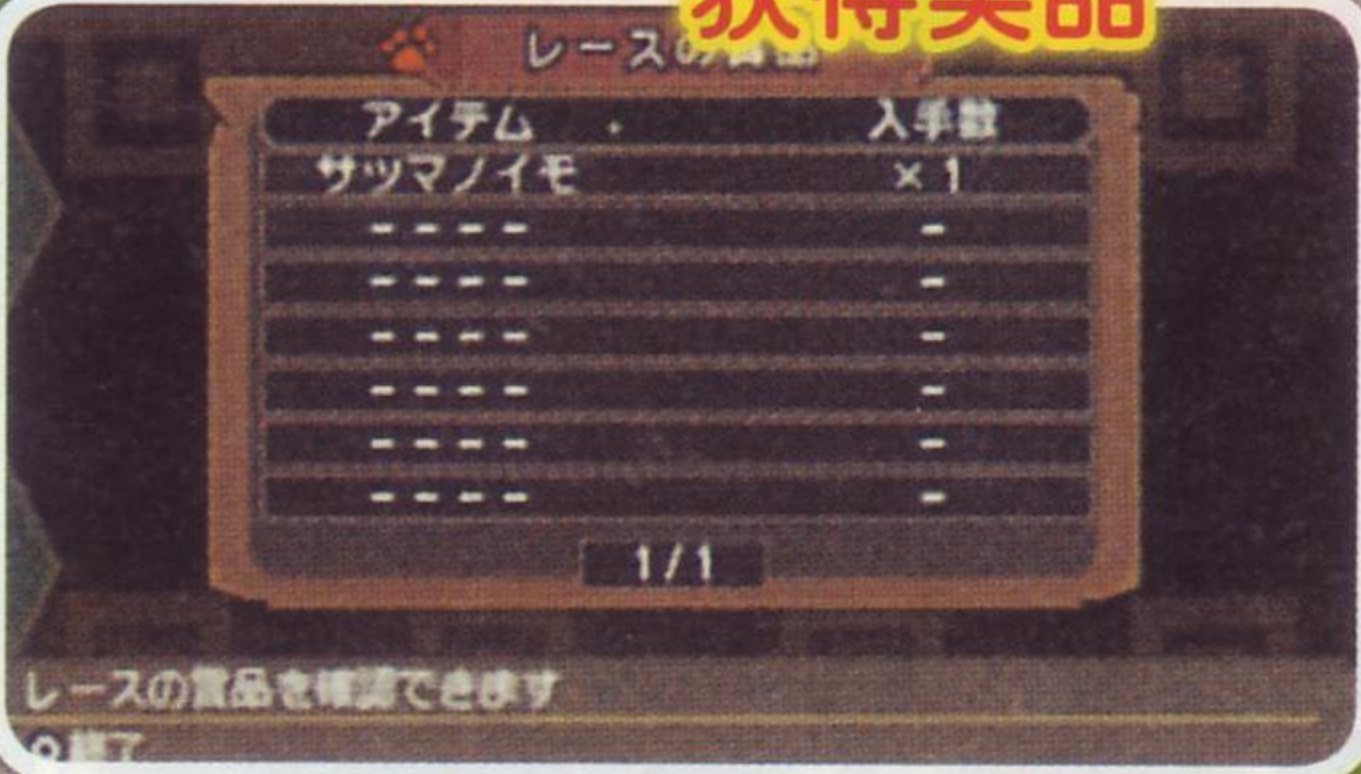 獲得奖品
レースの賞品
アイテム 入手数
サツマノイモ ×1
---- -
---- -
---- -
---- -
---- -
---- -
1/1
レースの賞品を確認できます
終了